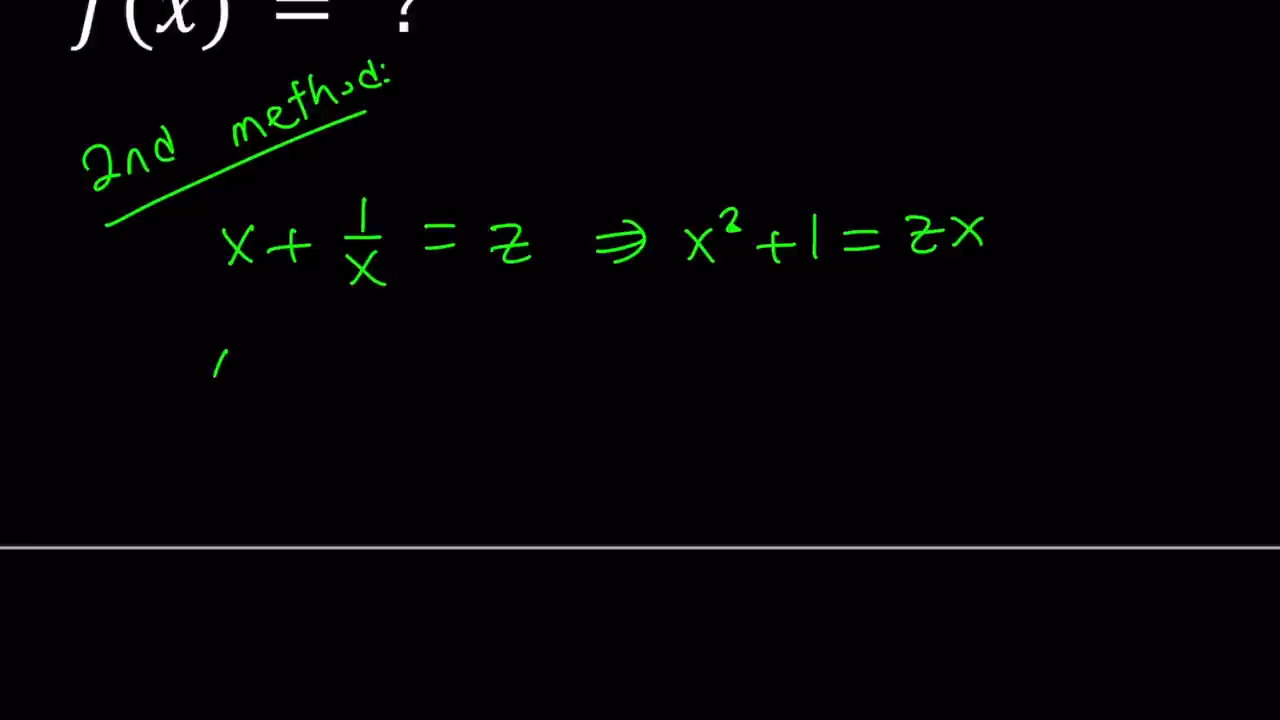 f(x) = ?
2nd method:
x + 1/x = z ⇒ x² + 1 = zx